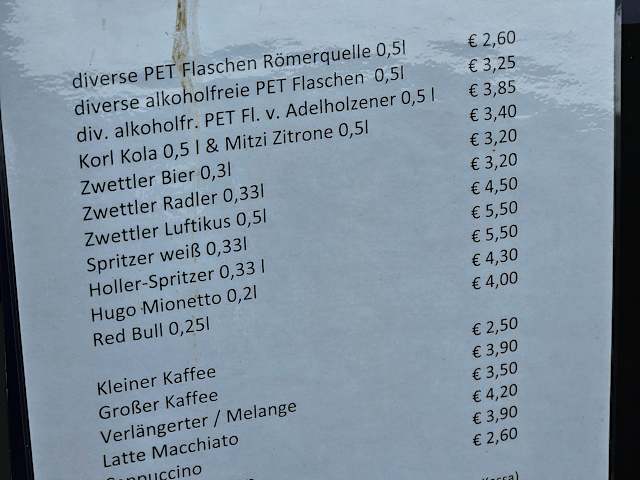 diverse PET Flaschen Römerquelle 0,5l € 2,60
diverse alkoholfreie PET Flaschen 0,5l € 3,25
div. alkoholfr. PET Fl. v. Adelholzener 0,5 l € 3,85
Korl Kola 0,5 l & Mitzi Zitrone 0,5l € 3,40
Zwettler Bier 0,3l € 3,20
Zwettler Radler 0,33l € 3,20
Zwettler Luftikus 0,5l € 4,50
Spritzer weiß 0,33l € 5,50
Holler-Spritzer 0,33 l € 5,50
Hugo Mionetto 0,2l € 4,30
Red Bull 0,25l € 4,00
Kleiner Kaffee € 2,50
Großer Kaffee € 3,90
Verlängerter / Melange € 3,50
Latte Macchiato € 4,20
Cappuccino € 3,90
€ 2,60